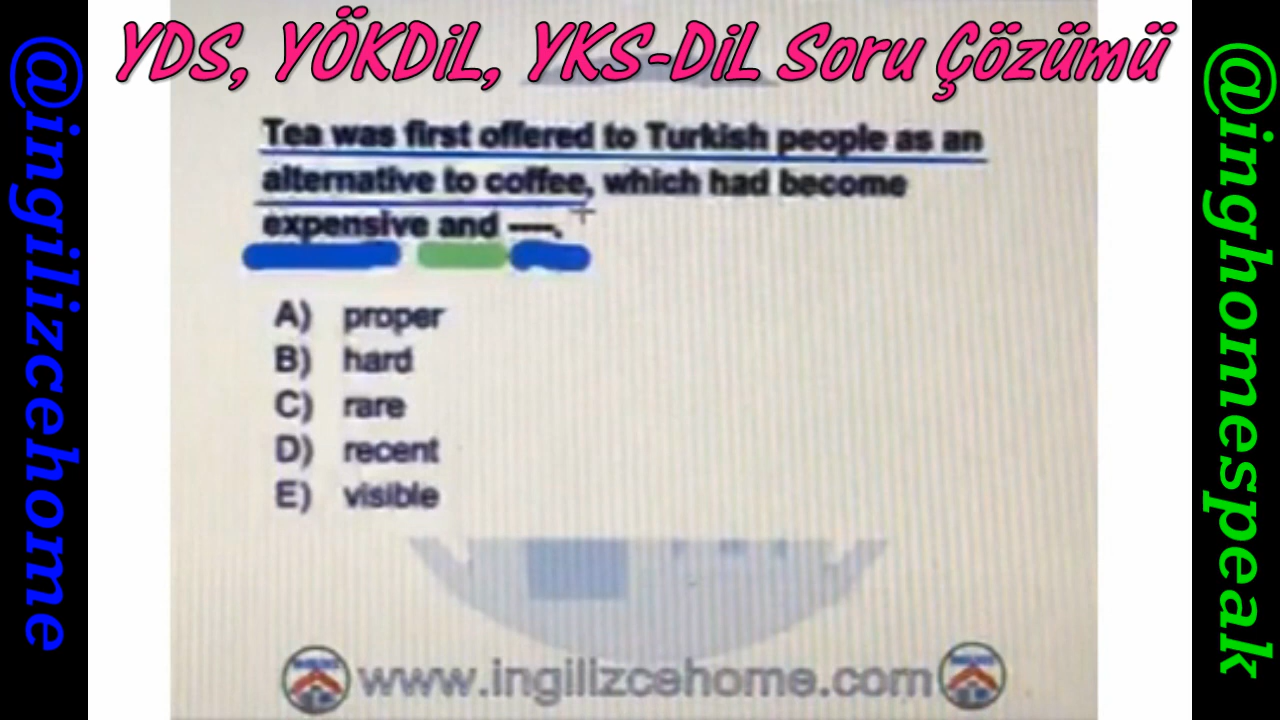 YDS, YÖKDiL, YKS-DiL Soru Çözümü
@ingilizcehome
Tea was first offered to Turkish people as an
alternative to coffee, which had become
expensive and ----.
A) proper
B) hard
C) rare
D) recent
E) visible
www.ingilizcehome.com
@inghomespeak